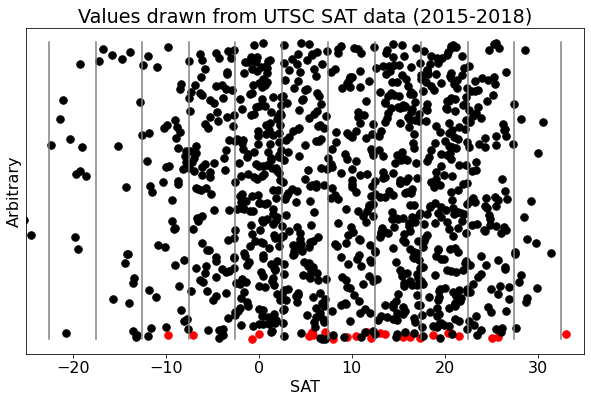 Values drawn from UTSC SAT data (2015-2018)
Arbitrary
−20 −10 0 10 20 30
SAT